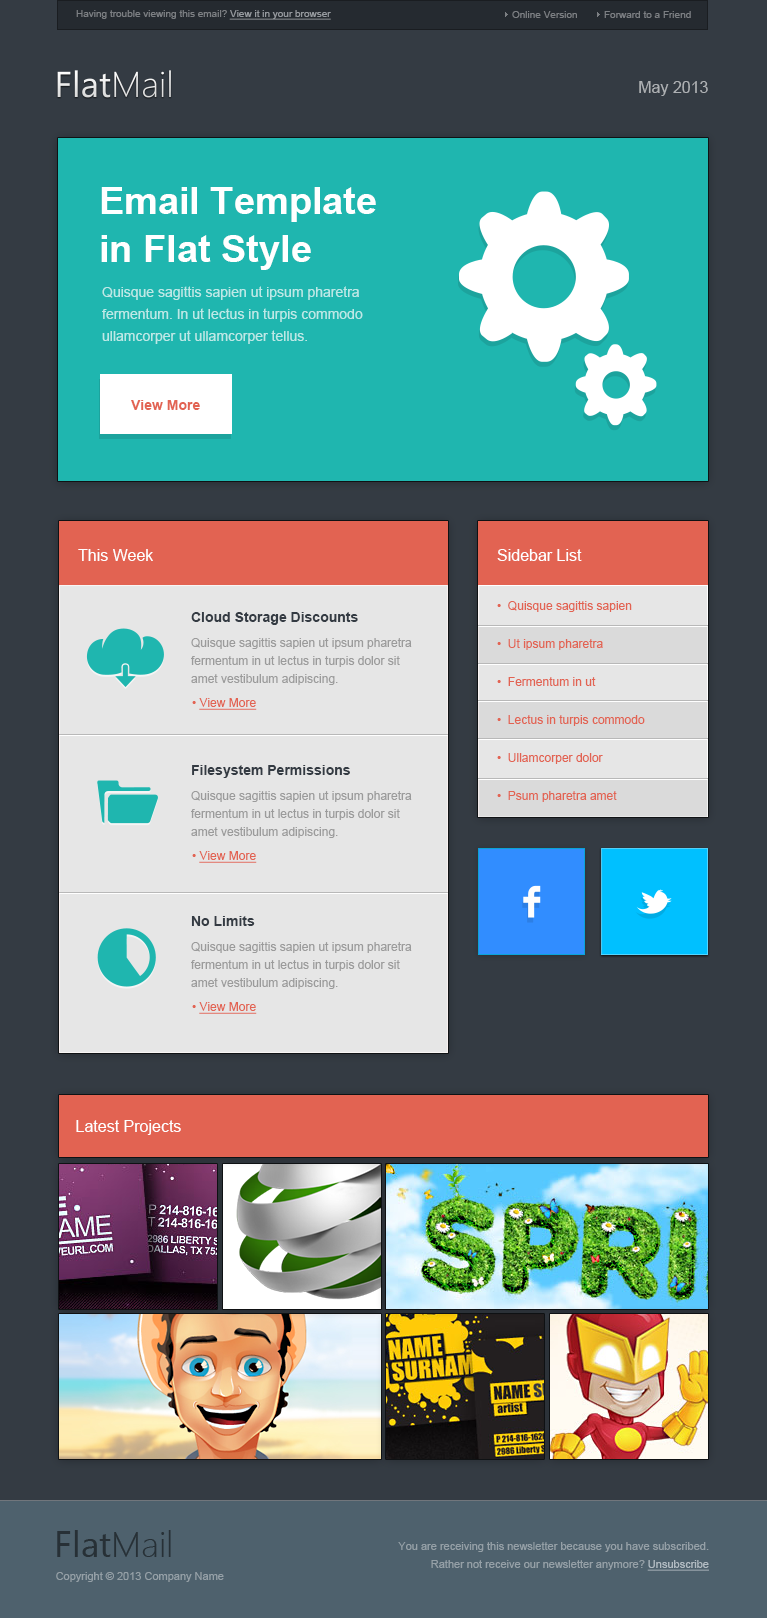 Having trouble viewing this email? View it in your browser
Online Version
Forward to a Friend
FlatMail
May 2013
Email Template
in Flat Style
Quisque sagittis sapien ut ipsum pharetra
fermentum. In ut lectus in turpis commodo
ullamcorper ut ullamcorper tellus.
View More
This Week
Cloud Storage Discounts
Quisque sagittis sapien ut ipsum pharetra
fermentum in ut lectus in turpis dolor sit
amet vestibulum adipiscing.
• View More
Filesystem Permissions
Quisque sagittis sapien ut ipsum pharetra
fermentum in ut lectus in turpis dolor sit
amet vestibulum adipiscing.
• View More
No Limits
Quisque sagittis sapien ut ipsum pharetra
fermentum in ut lectus in turpis dolor sit
amet vestibulum adipiscing.
• View More
Sidebar List
• Quisque sagittis sapien
• Ut ipsum pharetra
• Fermentum in ut
• Lectus in turpis commodo
• Ullamcorper dolor
• Psum pharetra amet
f
Latest Projects
AME
VEURL.COM
P 214-816-16
T 214-816-16
2986 LIBERTY S
DALLAS, TX 752
SPRI
NAME
SURNAM
NAME S
artist
P 214-816-1628
2986 Liberty S
FlatMail
Copyright © 2013 Company Name
You are receiving this newsletter because you have subscribed.
Rather not receive our newsletter anymore? Unsubscribe